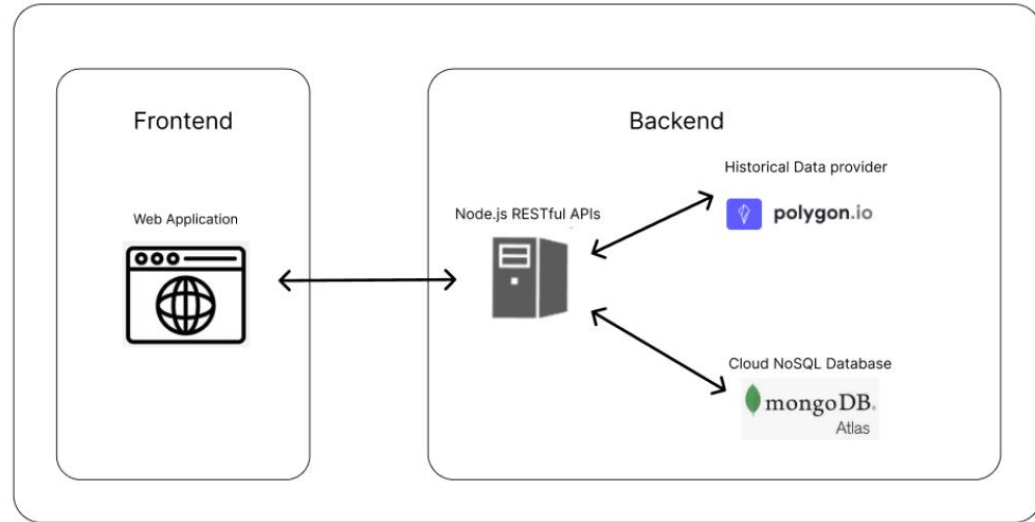 Frontend
Backend
Web Application
Node.js RESTful APIs
Historical Data provider
polygon.io
Cloud NoSQL Database
mongoDB.
Atlas